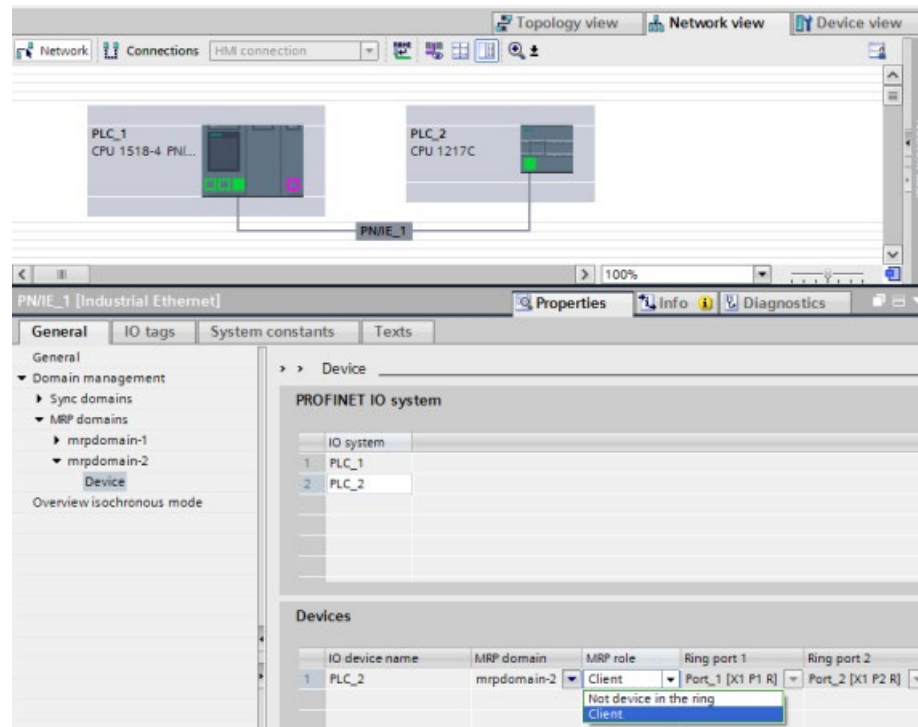 Topology view Network view Device view
Network Connections HMI connection
PLC_1 PLC_2
CPU 1518-4 PN/... CPU 1217C
PN/IE_1
100%
PN/IE_1 [Industrial Ethernet] Properties Info Diagnostics
General IO tags System constants Texts
General
Domain management
Sync domains
MRP domains
mrpdomain-1
mrpdomain-2
Device
Overview isochronous mode
> > Device
PROFINET IO system
IO system
1 PLC_1
2 PLC_2
Devices
IO device name MRP domain MRP role Ring port 1 Ring port 2
1 PLC_2 mrpdomain-2 Client Port_1 [X1 P1 R] Port_2 [X1 P2 R]
Not device in the ring
Client